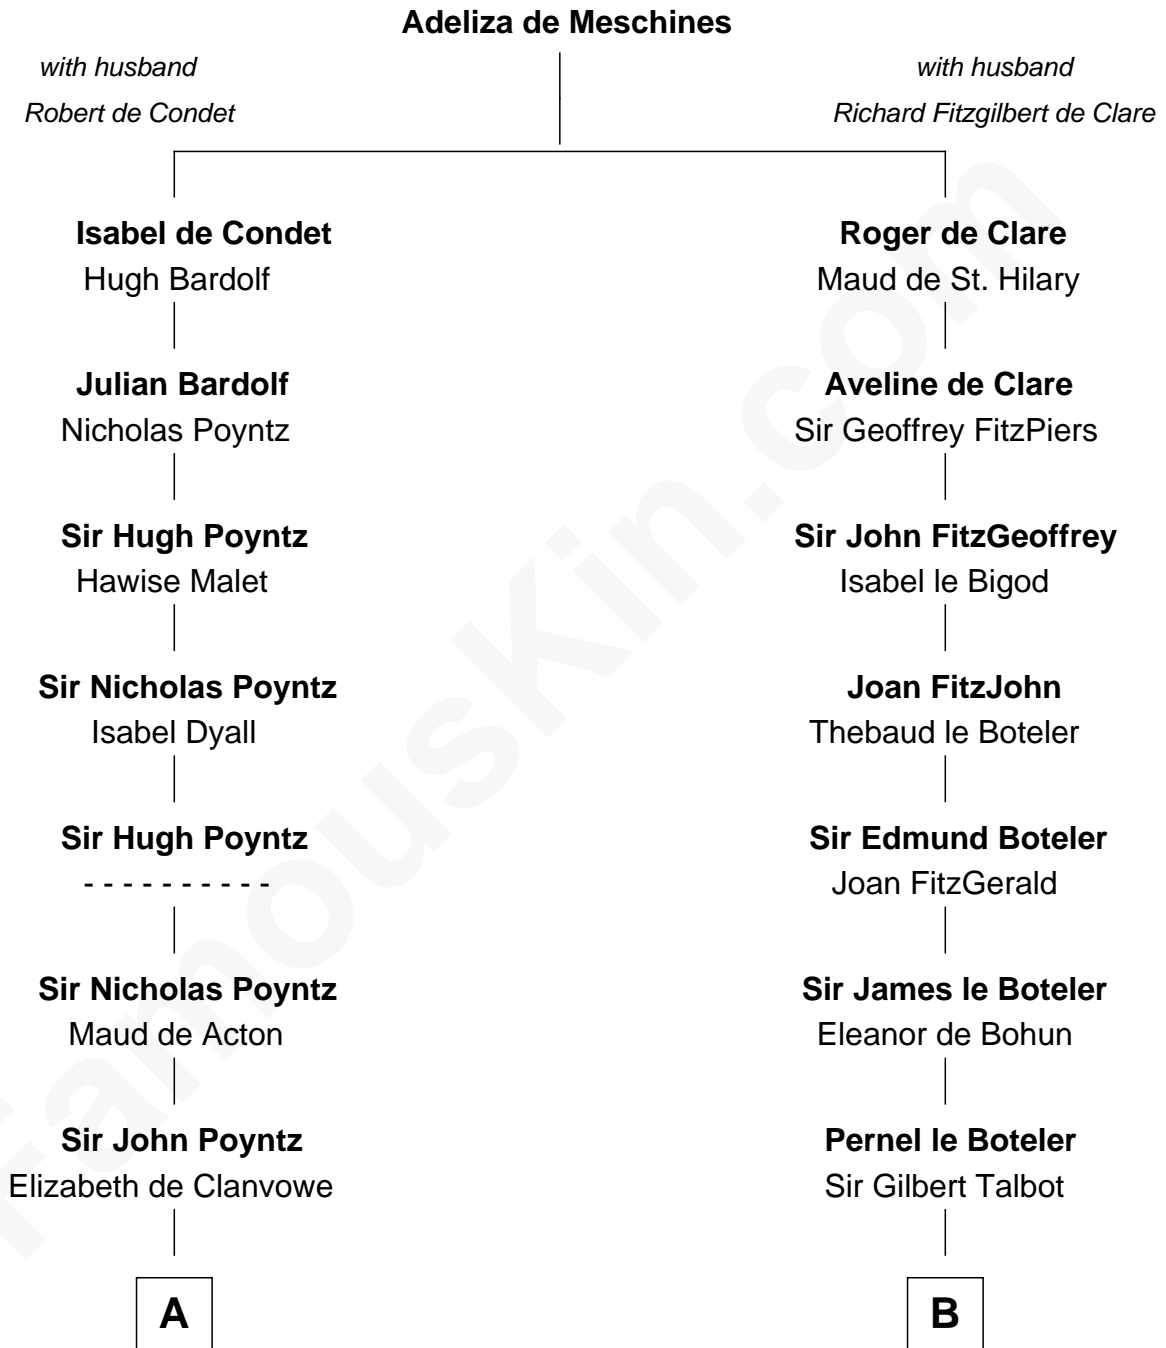 Adeliza de Meschines
with husband
Robert de Condet
with husband
Richard Fitzgilbert de Clare
Isabel de Condet
Hugh Bardolf
Roger de Clare
Maud de St. Hilary
Julian Bardolf
Nicholas Poyntz
Aveline de Clare
Sir Geoffrey FitzPiers
Sir Hugh Poyntz
Hawise Malet
Sir John FitzGeoffrey
Isabel le Bigod
Sir Nicholas Poyntz
Isabel Dyall
Joan FitzJohn
Thebaud le Boteler
Sir Hugh Poyntz
- - - - - - - - - -
Sir Edmund Boteler
Joan FitzGerald
Sir Nicholas Poyntz
Maud de Acton
Sir James le Boteler
Eleanor de Bohun
Sir John Poyntz
Elizabeth de Clanvowe
Pernel le Boteler
Sir Gilbert Talbot
A
B
FamousKin.com